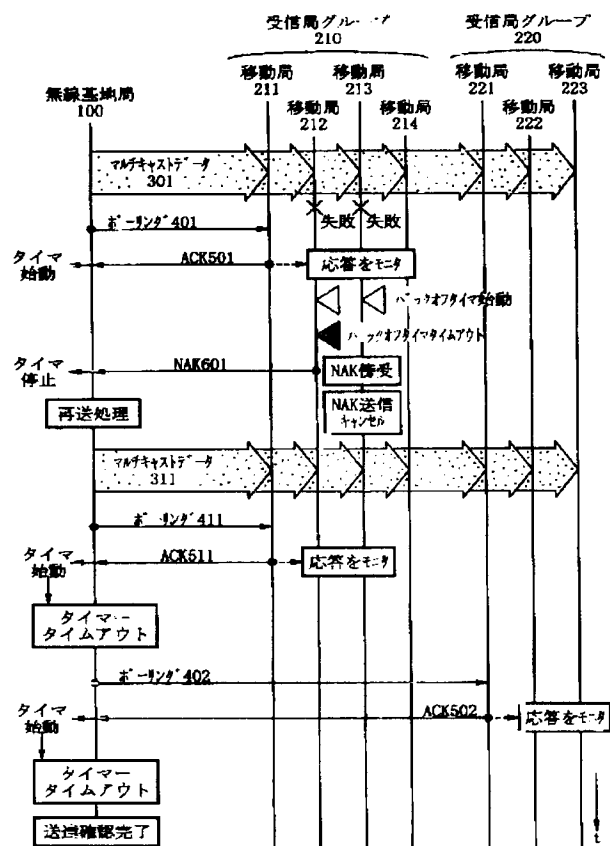 受信局グループ
210
受信局グループ
220
移動局
211
移動局
213
移動局
221
移動局
223
無線基地局
100
移動局
212
移動局
214
移動局
222
マルチキャストデータ
301
失敗
失敗
ポーリング401
タイマ
始動
ACK501
応答をモニタ
バックオフタイマ始動
バックオフタイマタイムアウト
タイマ
停止
NAK601
NAK傍受
再送処理
NAK送信
キャンセル
マルチキャストデータ
311
ポーリング411
タイマ
始動
ACK511
応答をモニタ
タイマー
タイムアウト
ポーリング402
タイマ
始動
ACK502
応答をモニタ
タイマー
タイムアウト
送達確認完了
t